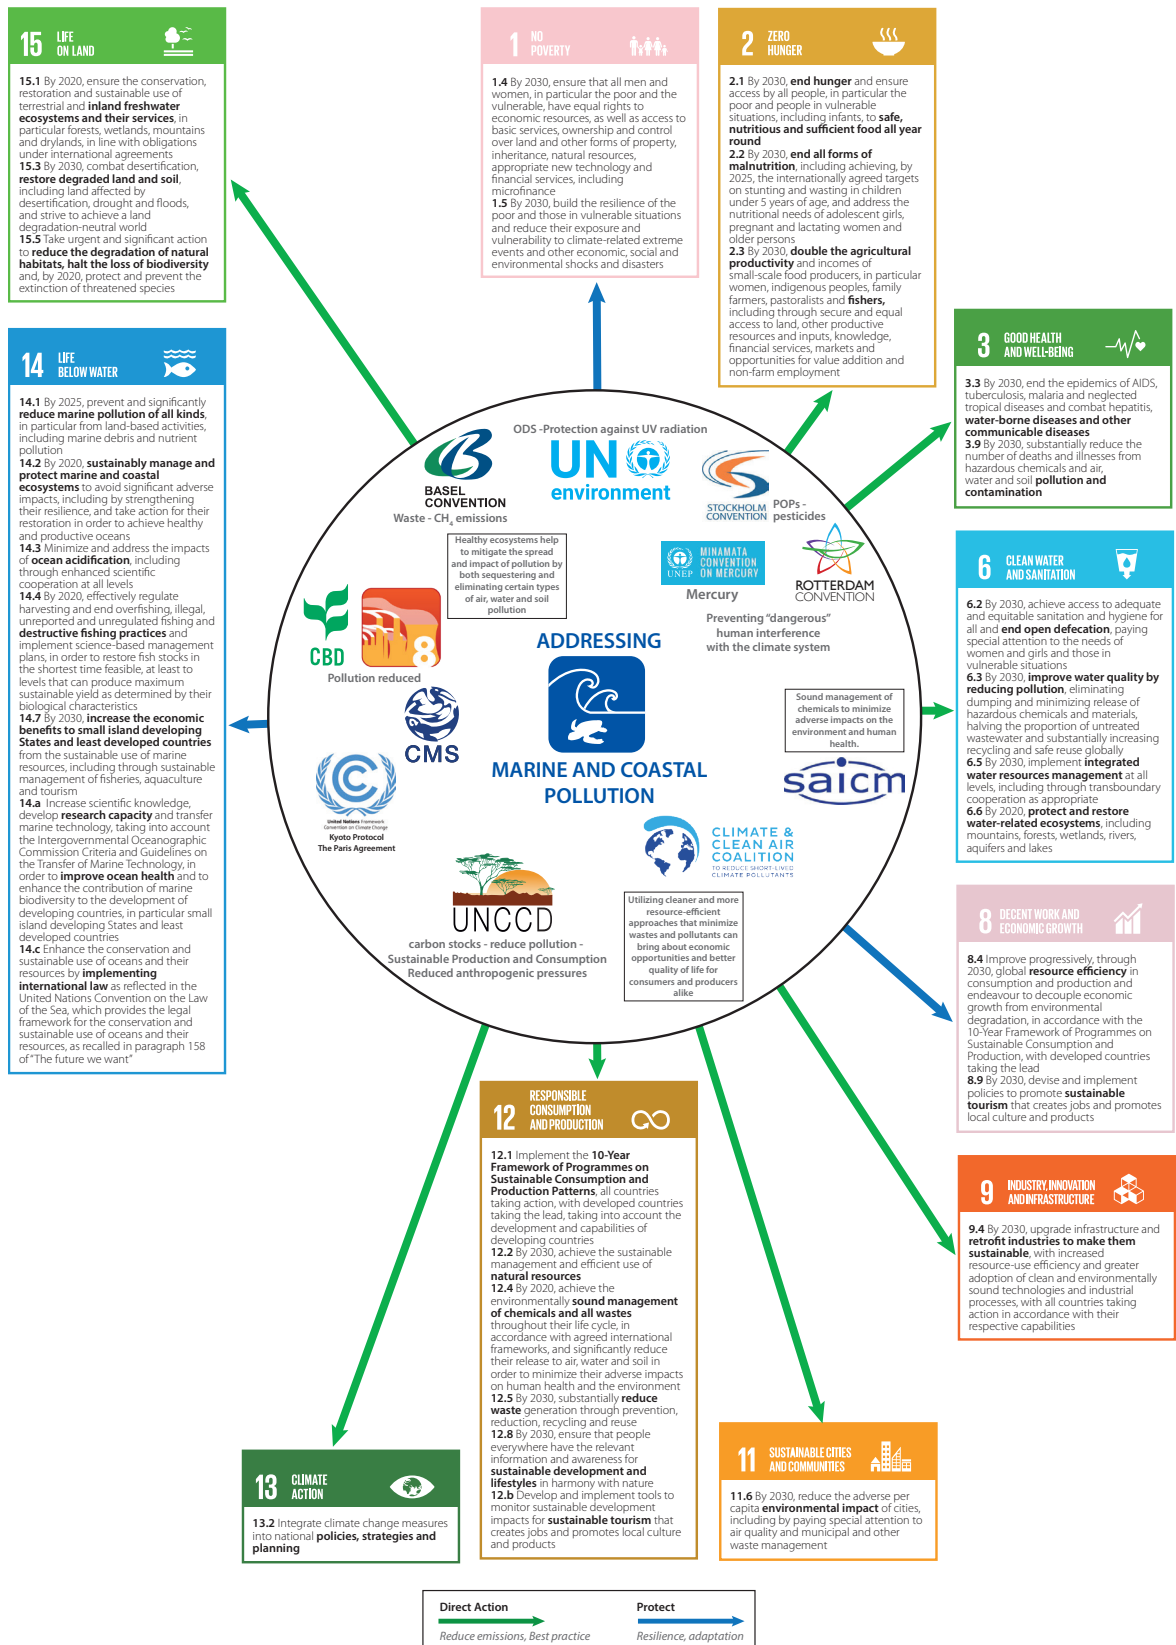 15 LIFE
ON LAND
15.1 By 2020, ensure the conservation,
restoration and sustainable use of
terrestrial and inland freshwater
ecosystems and their services, in
particular forests, wetlands, mountains
and drylands, in line with obligations
under international agreements
15.3 By 2030, combat desertification,
restore degraded land and soil,
including land affected by
desertification, drought and floods,
and strive to achieve a land
degradation-neutral world
15.5 Take urgent and significant action
to reduce the degradation of natural
habitats, halt the loss of biodiversity
and, by 2020, protect and prevent the
extinction of threatened species
1 NO
POVERTY
1.4 By 2030, ensure that all men and
women, in particular the poor and the
vulnerable, have equal rights to
economic resources, as well as access to
basic services, ownership and control
over land and other forms of property,
inheritance, natural resources,
appropriate new technology and
financial services, including
microfinance
1.5 By 2030, build the resilience of the
poor and those in vulnerable situations
and reduce their exposure and
vulnerability to climate-related extreme
events and other economic, social and
environmental shocks and disasters
2 ZERO
HUNGER
2.1 By 2030, end hunger and ensure
access by all people, in particular the
poor and people in vulnerable
situations, including infants, to safe,
nutritious and sufficient food all year
round
2.2 By 2030, end all forms of
malnutrition, including achieving, by
2025, the internationally agreed targets
on stunting and wasting in children
under 5 years of age, and address the
nutritional needs of adolescent girls,
pregnant and lactating women and
older persons
2.3 By 2030, double the agricultural
productivity and incomes of
small-scale food producers, in particular
women, indigenous peoples, family
farmers, pastoralists and fishers,
including through secure and equal
access to land, other productive
resources and inputs, knowledge,
financial services, markets and
opportunities for value addition and
non-farm employment
3 GOOD HEALTH
AND WELL-BEING
3.3 By 2030, end the epidemics of AIDS,
tuberculosis, malaria and neglected
tropical diseases and combat hepatitis,
water-borne diseases and other
communicable diseases
3.9 By 2030, substantially reduce the
number of deaths and illnesses from
hazardous chemicals and air,
water and soil pollution and
contamination
14 LIFE
BELOW WATER
14.1 By 2025, prevent and significantly
reduce marine pollution of all kinds,
in particular from land-based activities,
including marine debris and nutrient
pollution
14.2 By 2020, sustainably manage and
protect marine and coastal
ecosystems to avoid significant adverse
impacts, including by strengthening
their resilience, and take action for their
restoration in order to achieve healthy
and productive oceans
14.3 Minimize and address the impacts
of ocean acidification, including
through enhanced scientific
cooperation at all levels
14.4 By 2020, effectively regulate
harvesting and end overfishing, illegal,
unreported and unregulated fishing and
destructive fishing practices and
implement science-based management
plans, in order to restore fish stocks in
the shortest time feasible, at least to
levels that can produce maximum
sustainable yield as determined by their
biological characteristics
14.7 By 2030, increase the economic
benefits to small island developing
States and least developed countries
from the sustainable use of marine
resources, including through sustainable
management of fisheries, aquaculture
and tourism
14.a Increase scientific knowledge,
develop research capacity and transfer
marine technology, taking into account
the Intergovernmental Oceanographic
Commission Criteria and Guidelines on
the Transfer of Marine Technology, in
order to improve ocean health and to
enhance the contribution of marine
biodiversity to the development of
developing countries, in particular small
island developing States and least
developed countries
14.c Enhance the conservation and
sustainable use of oceans and their
resources by implementing
international law as reflected in the
United Nations Convention on the Law
of the Sea, which provides the legal
framework for the conservation and
sustainable use of oceans and their
resources, as recalled in paragraph 158
of "The future we want"
ODS -Protection against UV radiation
UN
environment
BASEL
CONVENTION
Waste - CH4 emissions
STOCKHOLM
CONVENTION
POPs -
pesticides
Healthy ecosystems help
to mitigate the spread
and impact of pollution by
both sequestering and
eliminating certain types
of air, water and soil
pollution
UNEP
MINAMATA
CONVENTION
ON MERCURY
Mercury
ROTTERDAM
CONVENTION
Preventing "dangerous"
human interference
with the climate system
CBD
8
Pollution reduced
ADDRESSING
MARINE AND COASTAL
POLLUTION
CMS
Sound management of
chemicals to minimize
adverse impacts on the
environment and human
health.
saicm
United Nations Framework
Convention on Climate Change
Kyoto Protocol
The Paris Agreement
CLIMATE &
CLEAN AIR
COALITION
TO REDUCE SHORT-LIVED
CLIMATE POLLUTANTS
UNCCD
carbon stocks - reduce pollution -
Sustainable Production and Consumption
Reduced anthropogenic pressures
Utilizing cleaner and more
resource-efficient
approaches that minimize
wastes and pollutants can
bring about economic
opportunities and better
quality of life for
consumers and producers
alike
6 CLEAN WATER
AND SANITATION
6.2 By 2030, achieve access to adequate
and equitable sanitation and hygiene for
all and end open defecation, paying
special attention to the needs of
women and girls and those in
vulnerable situations
6.3 By 2030, improve water quality by
reducing pollution, eliminating
dumping and minimizing release of
hazardous chemicals and materials,
halving the proportion of untreated
wastewater and substantially increasing
recycling and safe reuse globally
6.5 By 2030, implement integrated
water resources management at all
levels, including through transboundary
cooperation as appropriate
6.6 By 2020, protect and restore
water-related ecosystems, including
mountains, forests, wetlands, rivers,
aquifers and lakes
8 DECENT WORK AND
ECONOMIC GROWTH
8.4 Improve progressively, through
2030, global resource efficiency in
consumption and production and
endeavour to decouple economic
growth from environmental
degradation, in accordance with the
10-Year Framework of Programmes on
Sustainable Consumption and
Production, with developed countries
taking the lead
8.9 By 2030, devise and implement
policies to promote sustainable
tourism that creates jobs and promotes
local culture and products
9 INDUSTRY, INNOVATION
AND INFRASTRUCTURE
9.4 By 2030, upgrade infrastructure and
retrofit industries to make them
sustainable, with increased
resource-use efficiency and greater
adoption of clean and environmentally
sound technologies and industrial
processes, with all countries taking
action in accordance with their
respective capabilities
12 RESPONSIBLE
CONSUMPTION
AND PRODUCTION
12.1 Implement the 10-Year
Framework of Programmes on
Sustainable Consumption and
Production Patterns, all countries
taking action, with developed countries
taking the lead, taking into account the
development and capabilities of
developing countries
12.2 By 2030, achieve the sustainable
management and efficient use of
natural resources
12.4 By 2020, achieve the
environmentally sound management
of chemicals and all wastes
throughout their life cycle, in
accordance with agreed international
frameworks, and significantly reduce
their release to air, water and soil in
order to minimize their adverse impacts
on human health and the environment
12.5 By 2030, substantially reduce
waste generation through prevention,
reduction, recycling and reuse
12.8 By 2030, ensure that people
everywhere have the relevant
information and awareness for
sustainable development and
lifestyles in harmony with nature
12.b Develop and implement tools to
monitor sustainable development
impacts for sustainable tourism that
creates jobs and promotes local culture
and products
13 CLIMATE
ACTION
13.2 Integrate climate change measures
into national policies, strategies and
planning
11 SUSTAINABLE CITIES
AND COMMUNITIES
11.6 By 2030, reduce the adverse per
capita environmental impact of cities,
including by paying special attention to
air quality and municipal and other
waste management
Direct Action
Reduce emissions, Best practice
Protect
Resilience, adaptation